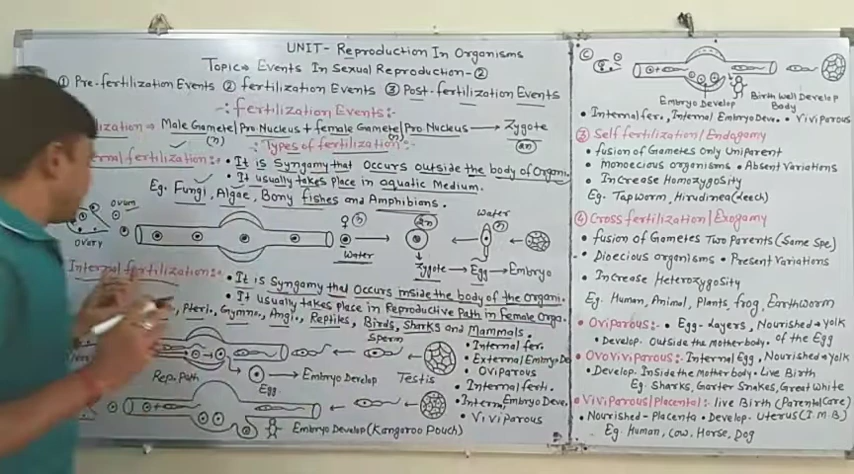 UNIT- Reproduction In Organisms
Topic⇒ Events In Sexual Reproduction-②
① Pre-fertilization Events ② fertilization Events ③ Post-fertilization Events
-:fertilization Events:-
lization ⇒ Male Gamete/Pro Nucleus + female Gamete/Pro Nucleus → Zygote
(n) (n) (2n)
-:Types of fertilization:-
rnal fertilization:- • It is Syngamy that Occurs outside the body of Organi.
• It usually takes place in aquatic Medium.
Eg. Fungi, Algae, Bony fishes and Amphibians.
Ovum
Ovary
♀ (n)
Water
(2n)
Zygote → Egg → Embryo
Water
(n)
Internal fertilization:- • It is Syngamy that Occurs inside the body of the organi.
• It usually takes place in Reproductive Path in Female Orga.
, Pteri., Gymno., Angi., Reptiles, Birds, Sharks and Mammals.
Sperm
Rep. Path
Egg
→ Embryo Develop
Testis
• Internal fer.
• External Embryo De
• Oviparous
• Internal ferti.
• Intern. Embryo Deve.
• Viviparous
Embryo Develop (Kangaroo Pouch)
©
Embryo Develop
Birth Well Develop
Body
• Internal fer., Internal Embryo Deve. • Viviparous
③ Self fertilization/Endogamy
• fusion of Gametes Only Uniparent
• Monoecious organisms • Absent Variations
• Increase Homozygosity
Eg. Tapworm, Hirudinea(leech)
④ Cross fertilization/Exogamy
• fusion of Gametes Two Parents (Same Spe)
• Dioecious organisms • Present Variations
• Increase Heterozygosity
Eg. Human, Animal, Plants, frog, Earthworm
• Oviparous:- • Egg-Layers, Nourished → yolk
• Develop. Outside the Motherbody. of the Egg
• Ovoviviparous:- Internal Egg, Nourished → yolk
• Develop. Inside the Motherbody. • Live Birth
Eg. Sharks, Garter Snakes, Great White
• Viviparous/Placental:- live Birth (Parental Care)
• Nourished-Placenta • Develop- Uterus (I.M.B)
Eg. Human, Cow, Horse, Dog